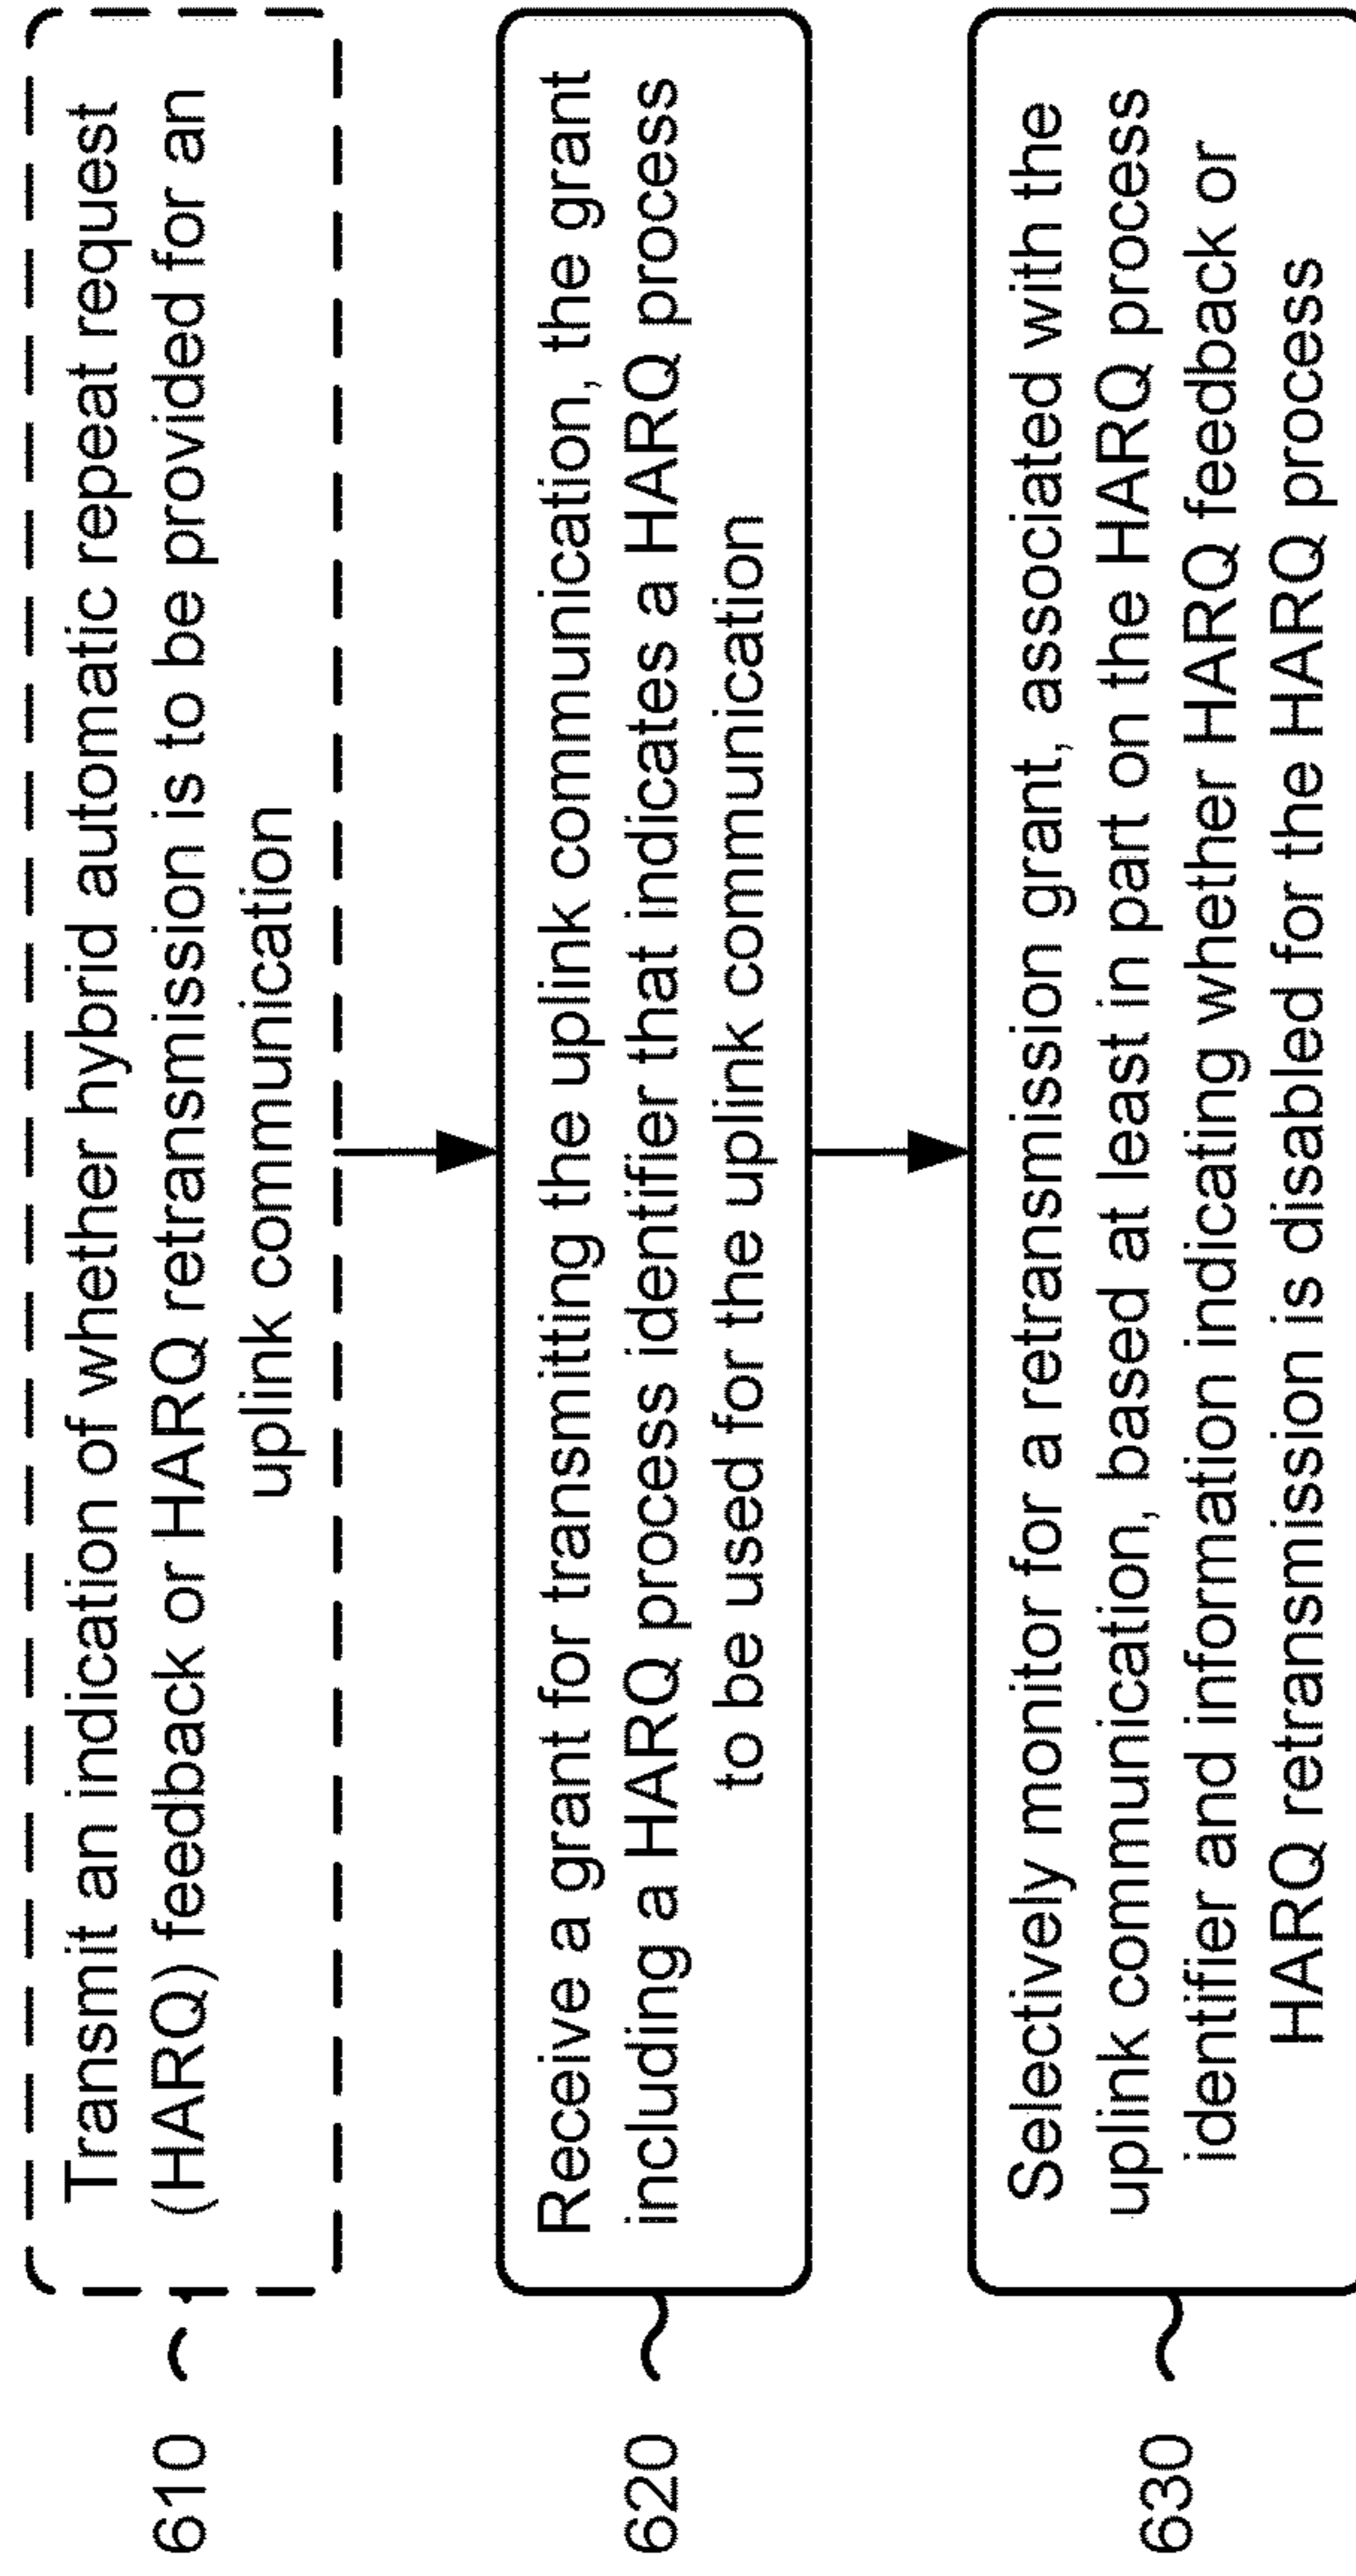 610
Transmit an indication of whether hybrid automatic repeat request
(HARQ) feedback or HARQ retransmission is to be provided for an
uplink communication
620
Receive a grant for transmitting the uplink communication, the grant
including a HARQ process identifier that indicates a HARQ process
to be used for the uplink communication
630
Selectively monitor for a retransmission grant, associated with the
uplink communication, based at least in part on the HARQ process
identifier and information indicating whether HARQ feedback or
HARQ retransmission is disabled for the HARQ process